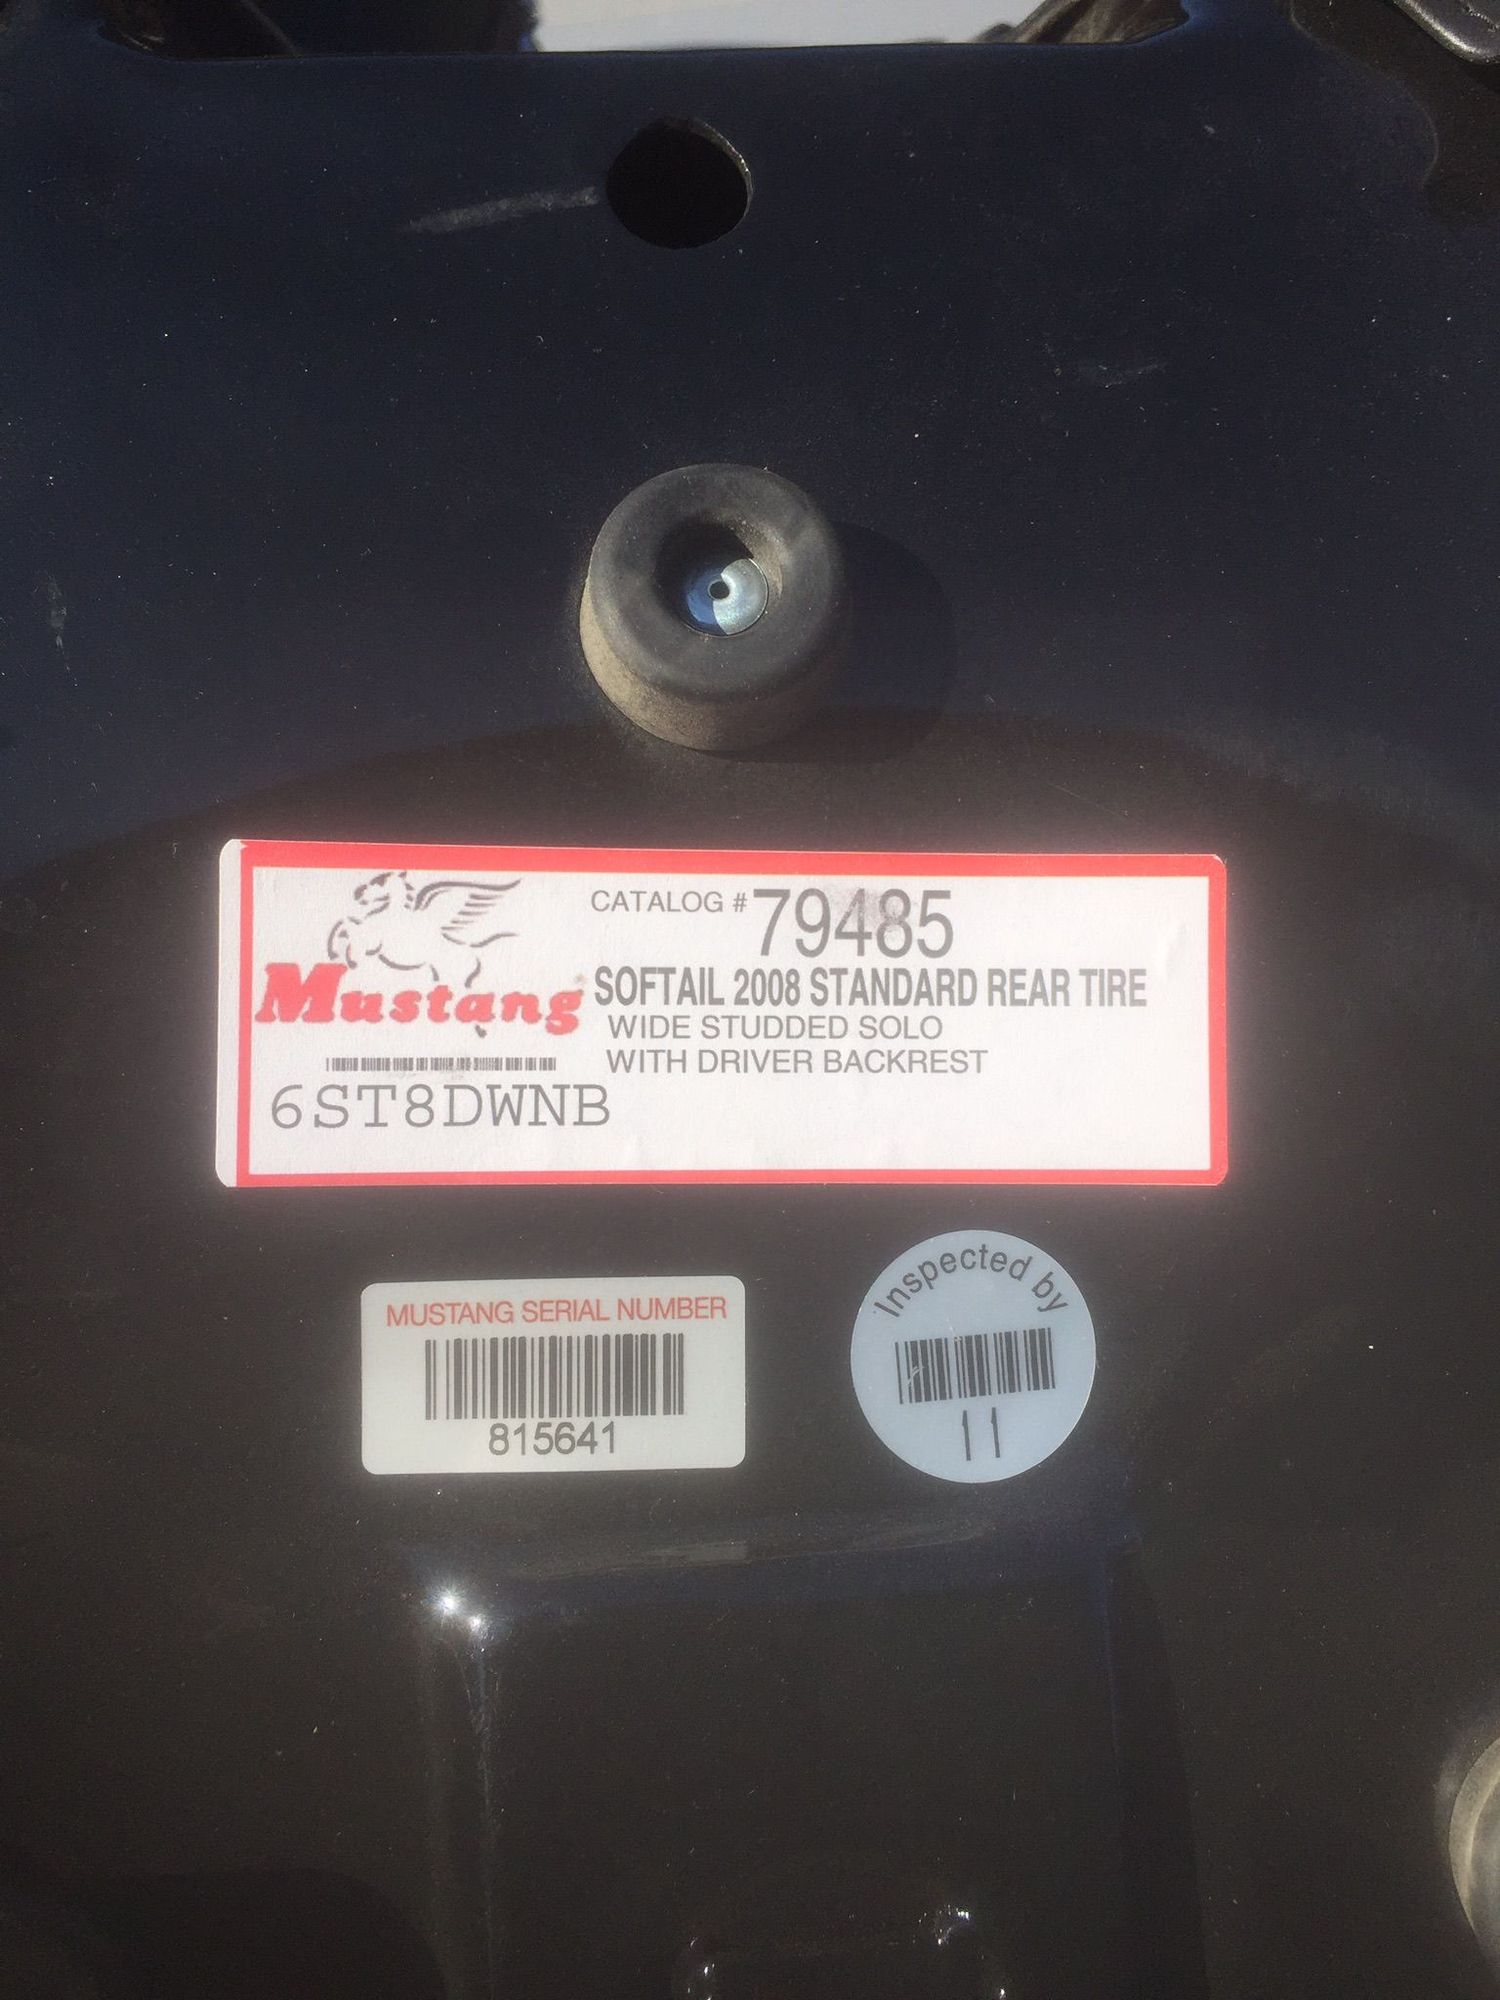 CATALOG # 79485
Mustang
SOFTAIL 2008 STANDARD REAR TIRE
WIDE STUDDED SOLO
WITH DRIVER BACKREST
6ST8DWNB
MUSTANG SERIAL NUMBER
815641
Inspected by
11